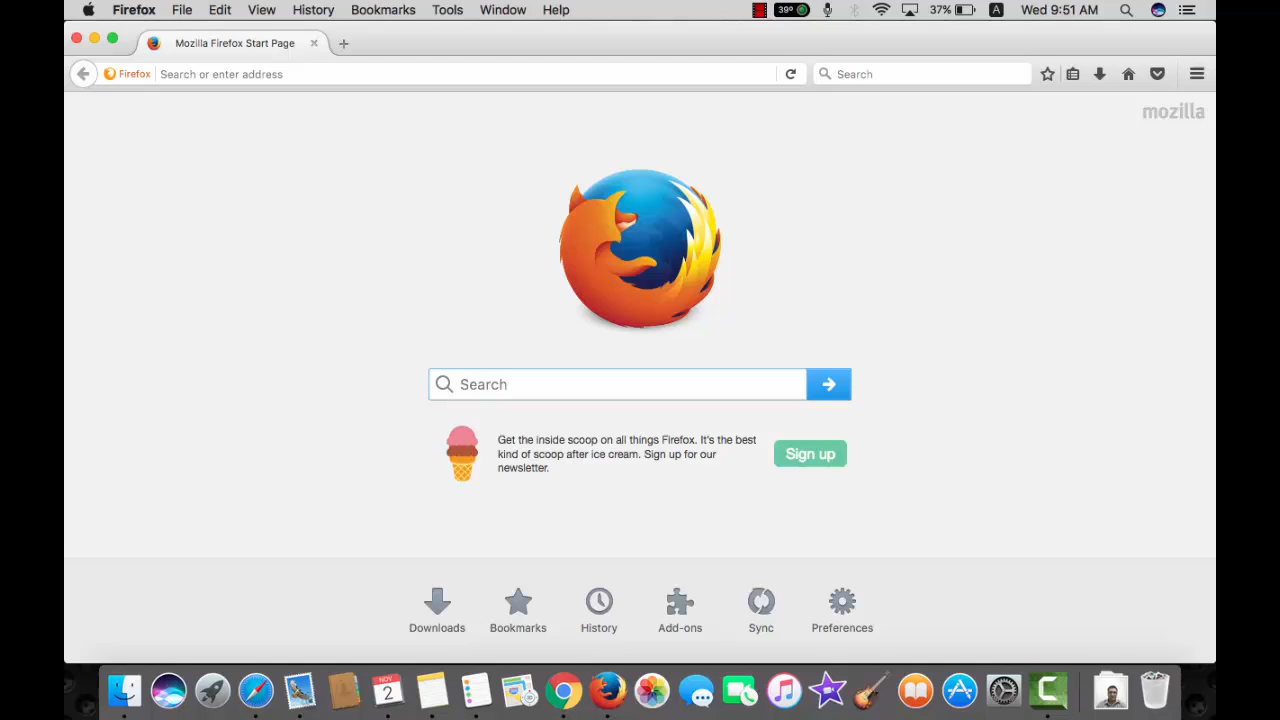 Firefox File Edit View History Bookmarks Tools Window Help 39° 37% A Wed 9:51 AM
Mozilla Firefox Start Page
Firefox Search or enter address Search
mozilla
Search
Get the inside scoop on all things Firefox. It's the best
kind of scoop after ice cream. Sign up for our
newsletter.
Sign up
Downloads Bookmarks History Add-ons Sync Preferences
NOV
2